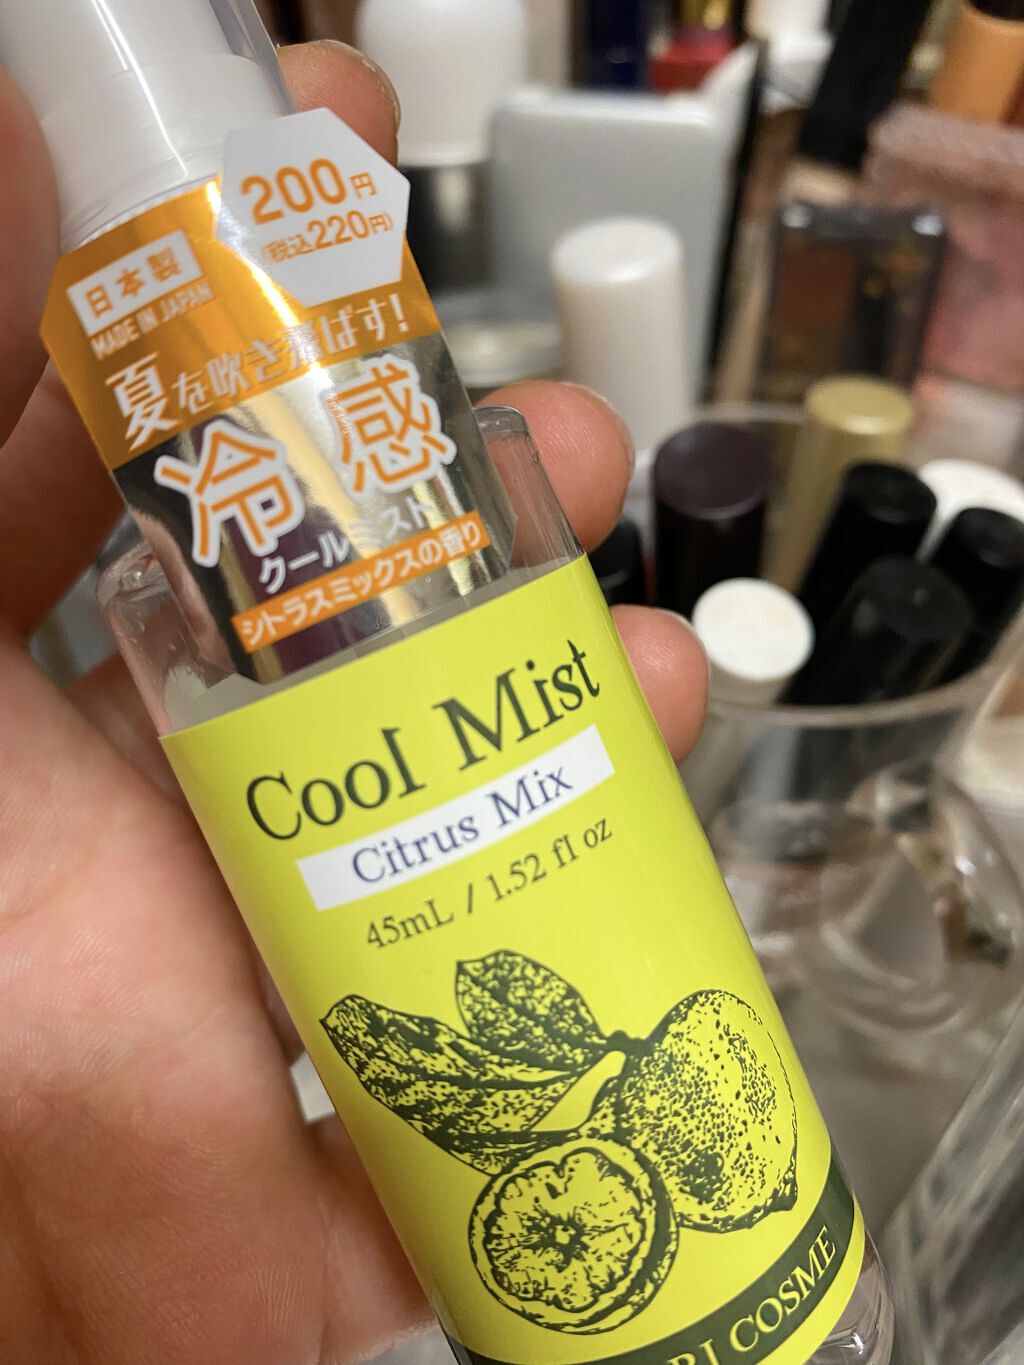 200円
(税込220円)
日本製
MADE IN JAPAN
夏を吹き飛ばす!
冷感
クールミスト
シトラスミックスの香り
Cool Mist
Citrus Mix
45mL / 1.52 fl oz
COSME